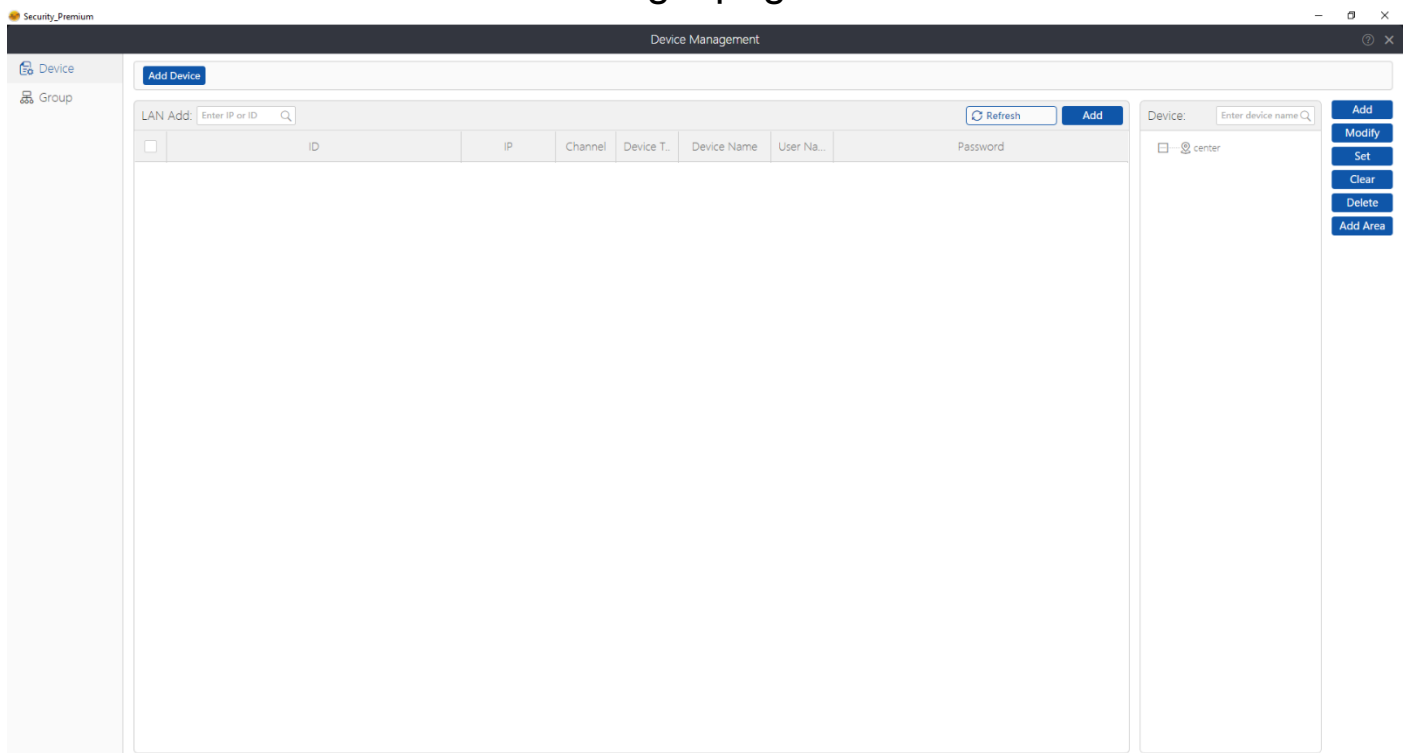 Security_Premium
Device Management
Device
Group
Add Device
LAN Add: Enter IP or ID
Refresh
Add
ID
IP
Channel
Device T..
Device Name
User Na...
Password
Device: Enter device name
center
Add
Modify
Set
Clear
Delete
Add Area